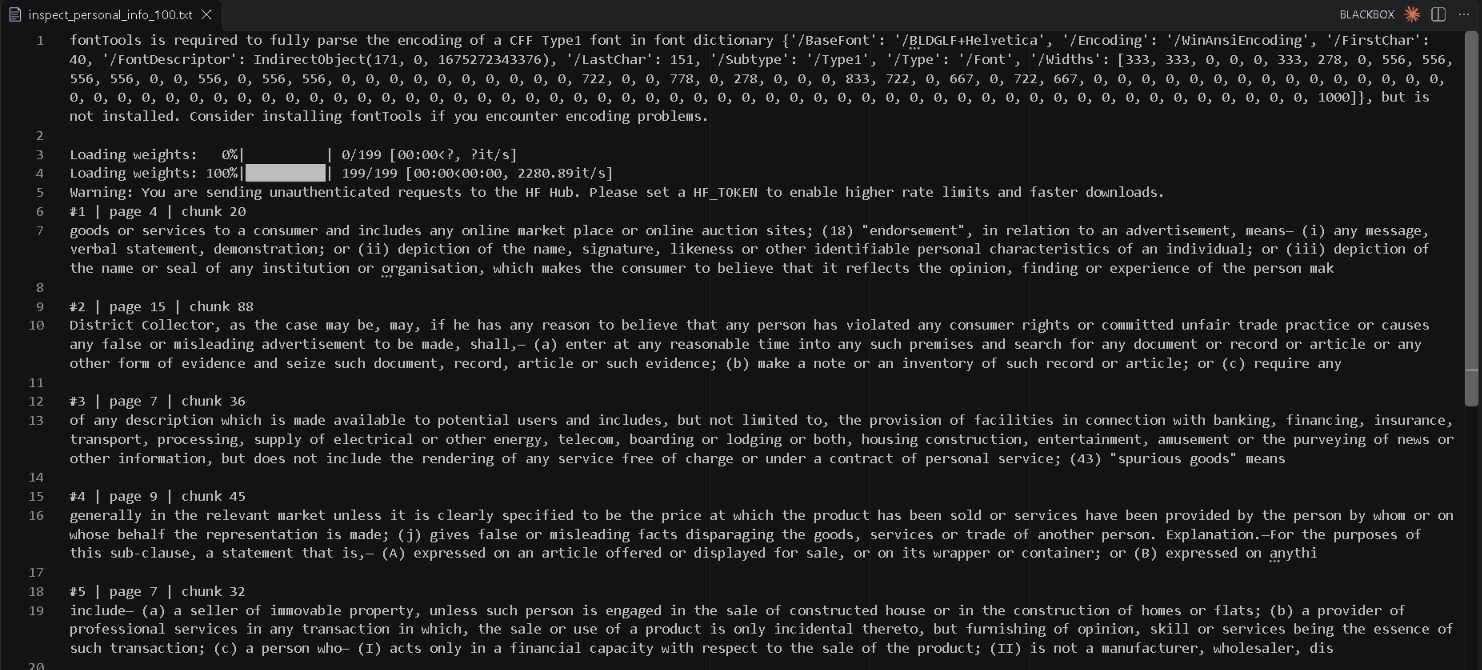 inspect_personal_info_100.txt
BLACKBOX
1 fontTools is required to fully parse the encoding of a CFF Type1 font in font dictionary {'/BaseFont': '/BLDGLF+Helvetica', '/Encoding': '/WinAnsiEncoding', '/FirstChar':
40, '/FontDescriptor': IndirectObject(171, 0, 1675272343376), '/LastChar': 151, '/Subtype': '/Type1', '/Type': '/Font', '/Widths': [333, 333, 0, 0, 0, 333, 278, 0, 556, 556,
556, 556, 0, 0, 556, 0, 556, 556, 0, 0, 0, 0, 0, 0, 0, 0, 0, 722, 0, 0, 778, 0, 278, 0, 0, 0, 833, 722, 0, 667, 0, 722, 667, 0, 0, 0, 0, 0, 0, 0, 0, 0, 0, 0, 0, 0, 0, 0,
0, 0, 0, 0, 0, 0, 0, 0, 0, 0, 0, 0, 0, 0, 0, 0, 0, 0, 0, 0, 0, 0, 0, 0, 0, 0, 0, 0, 0, 0, 0, 0, 0, 0, 0, 0, 0, 0, 0, 0, 0, 0, 0, 0, 0, 0, 0, 0, 0, 0, 0, 0, 1000]}, but is
not installed. Consider installing fontTools if you encounter encoding problems.
2
3 Loading weights:   0%|          | 0/199 [00:00<?, ?it/s]
4 Loading weights: 100%|██████████| 199/199 [00:00<00:00, 2280.89it/s]
5 Warning: You are sending unauthenticated requests to the HF Hub. Please set a HF_TOKEN to enable higher rate limits and faster downloads.
6 #1 | page 4 | chunk 20
7 goods or services to a consumer and includes any online market place or online auction sites; (18) "endorsement", in relation to an advertisement, means— (i) any message,
verbal statement, demonstration; or (ii) depiction of the name, signature, likeness or other identifiable personal characteristics of an individual; or (iii) depiction of
the name or seal of any institution or organisation, which makes the consumer to believe that it reflects the opinion, finding or experience of the person mak
8
9 #2 | page 15 | chunk 88
10 District Collector, as the case may be, may, if he has any reason to believe that any person has violated any consumer rights or committed unfair trade practice or causes
any false or misleading advertisement to be made, shall,— (a) enter at any reasonable time into any such premises and search for any document or record or article or any
other form of evidence and seize such document, record, article or such evidence; (b) make a note or an inventory of such record or article; or (c) require any
11
12 #3 | page 7 | chunk 36
13 of any description which is made available to potential users and includes, but not limited to, the provision of facilities in connection with banking, financing, insurance,
transport, processing, supply of electrical or other energy, telecom, boarding or lodging or both, housing construction, entertainment, amusement or the purveying of news or
other information, but does not include the rendering of any service free of charge or under a contract of personal service; (43) "spurious goods" means
14
15 #4 | page 9 | chunk 45
16 generally in the relevant market unless it is clearly specified to be the price at which the product has been sold or services have been provided by the person by whom or on
whose behalf the representation is made; (j) gives false or misleading facts disparaging the goods, services or trade of another person. Explanation.—For the purposes of
this sub-clause, a statement that is,— (A) expressed on an article offered or displayed for sale, or on its wrapper or container; or (B) expressed on anythi
17
18 #5 | page 7 | chunk 32
19 include— (a) a seller of immovable property, unless such person is engaged in the sale of constructed house or in the construction of homes or flats; (b) a provider of
professional services in any transaction in which, the sale or use of a product is only incidental thereto, but furnishing of opinion, skill or services being the essence of
such transaction; (c) a person who— (I) acts only in a financial capacity with respect to the sale of the product; (II) is not a manufacturer, wholesaler, dis
20